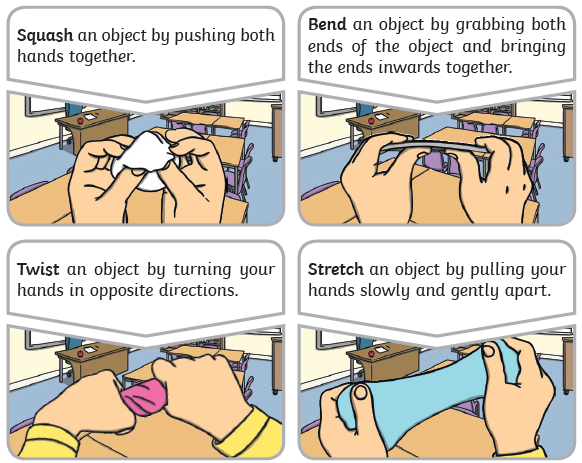 Squash an object by pushing both
hands together.
Bend an object by grabbing both
ends of the object and bringing
the ends inwards together.
Twist an object by turning your
hands in opposite directions.
Stretch an object by pulling your
hands slowly and gently apart.